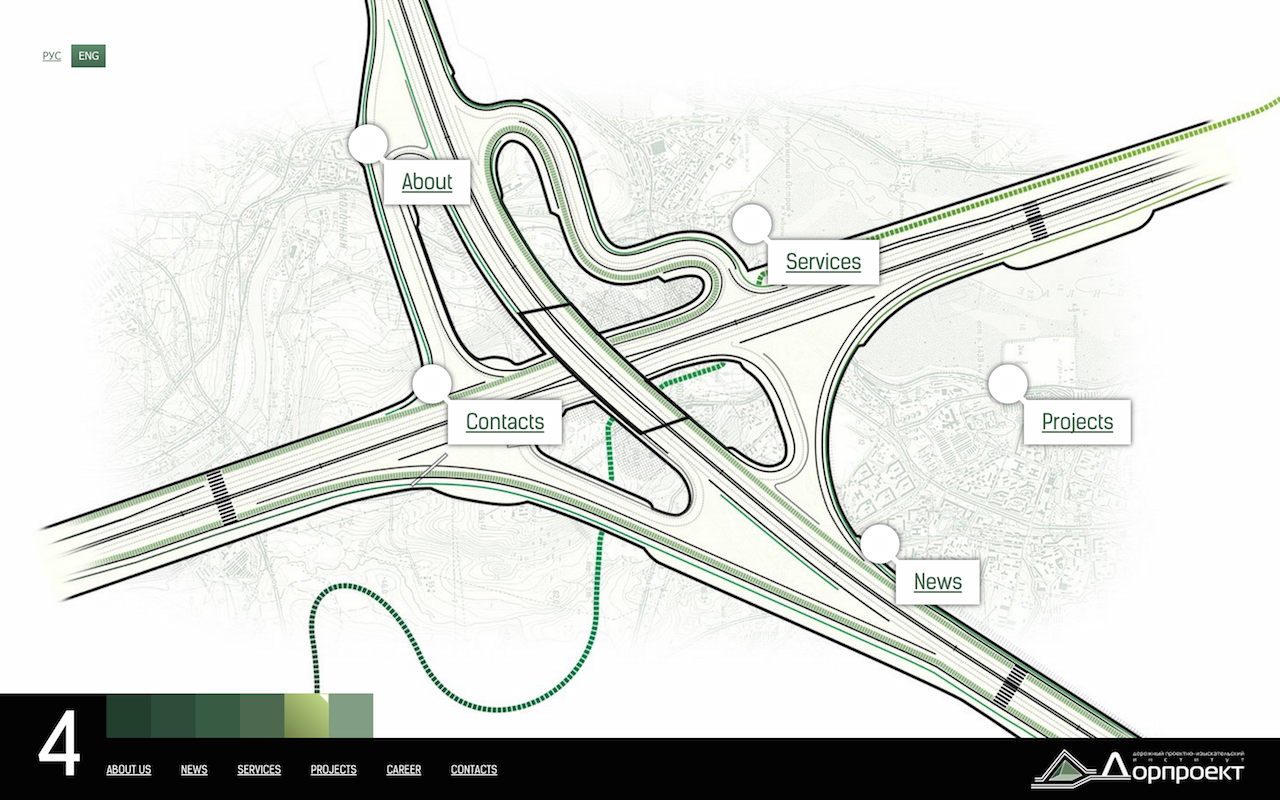 РУС ENG
About
Services
Contacts
Projects
News
4
ABOUT US NEWS SERVICES PROJECTS CAREER CONTACTS
дорожный проектно-изыскательский
институт
Дорпроект